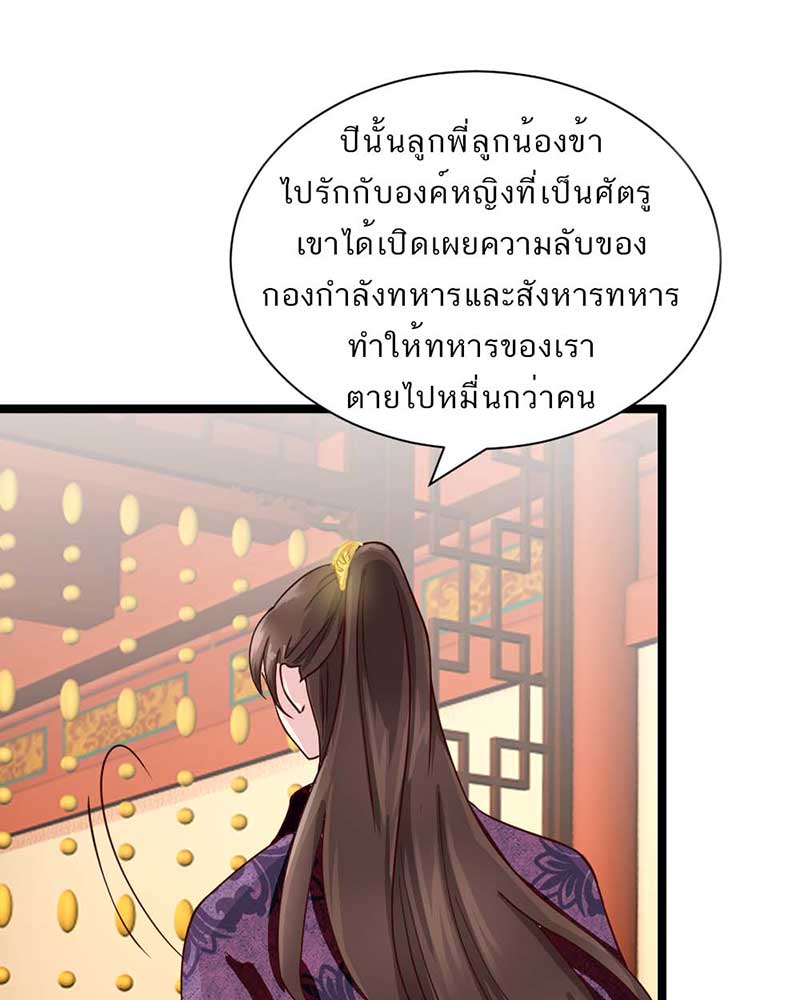 ปีนั้นลูกพี่ลูกน้องข้า
ไปรักกับองค์หญิงที่เป็นศัตรู
เขาได้เปิดเผยความลับของ
กองกำลังทหารและสังหารทหาร
ทำให้ทหารของเรา
ตายไปหมื่นกว่าคน